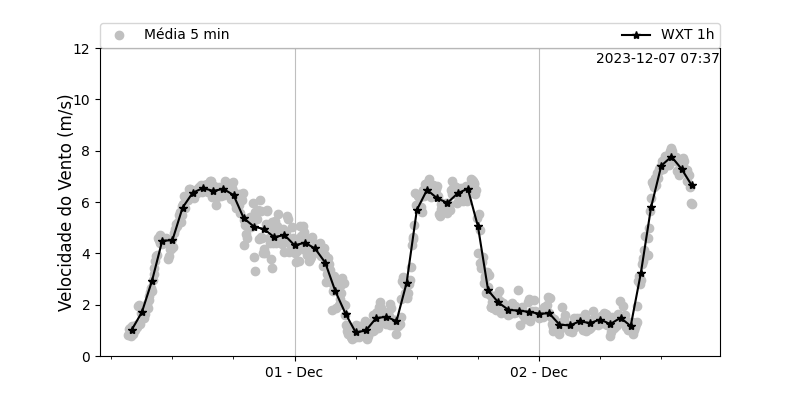 Média 5 min
WXT 1h
2023-12-07 07:37
Velocidade do Vento (m/s)
12
10
8
6
4
2
0
01 - Dec
02 - Dec